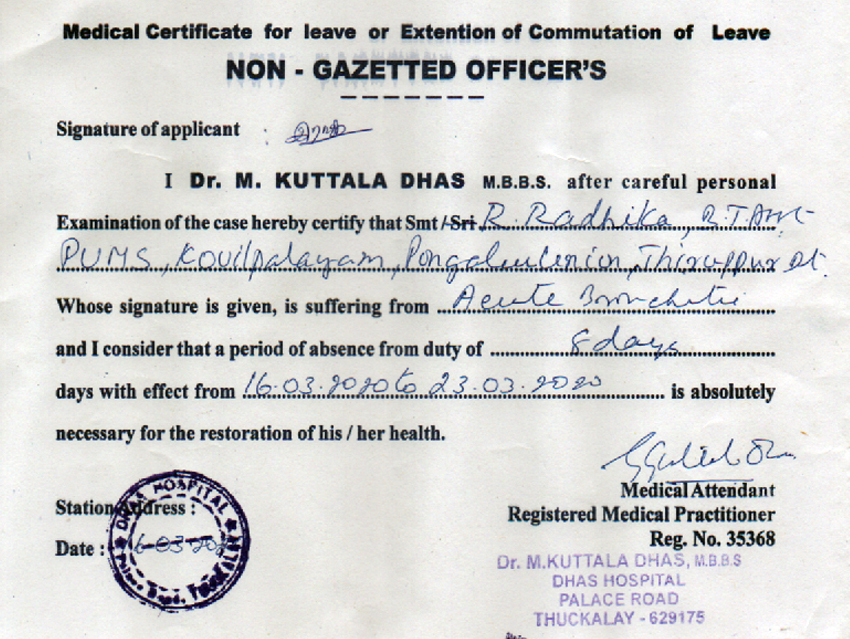 Medical Certificate for leave or Extention of Commutation of Leave
NON - GAZETTED OFFICER'S
Signature of applicant :
I Dr. M. KUTTALA DHAS M.B.B.S. after careful personal
Examination of the case hereby certify that Smt /Sri R. Radhika, B.T. Asst
PUMS, Kovilpalayam, Pongalur Union, Thiruppur Dt.
Whose signature is given, is suffering from Acute Bronchitis
and I consider that a period of absence from duty of 8 days
days with effect from 16.03.2020 to 23.03.2020 is absolutely
necessary for the restoration of his / her health.
Medical Attendant
Registered Medical Practitioner
Reg. No. 35368
Station Address :
Date : 16-03-2020
DHAS HOSPITAL
THUCKALAY
Dr. M.KUTTALA DHAS, M.B.B.S
DHAS HOSPITAL
PALACE ROAD
THUCKALAY - 629175